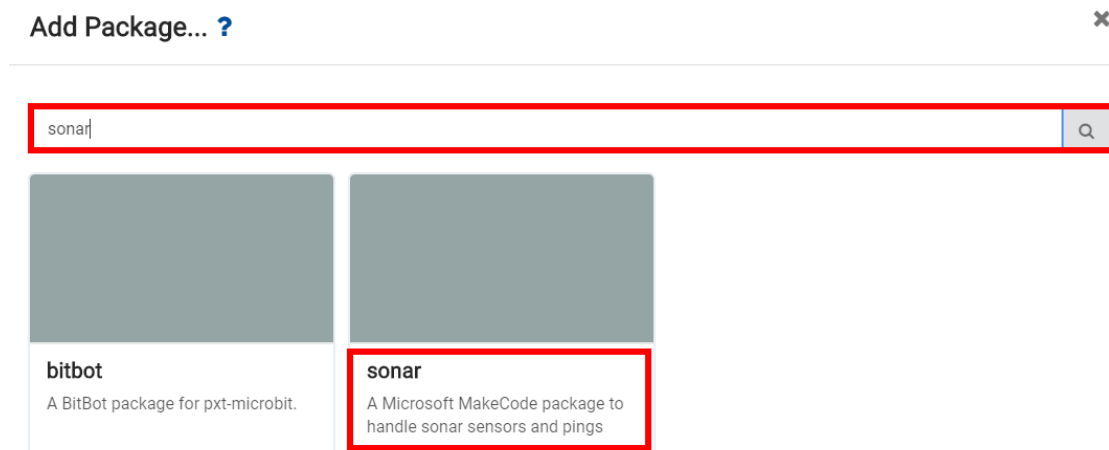 Add Package... ?
sonar
bitbot
A BitBot package for pxt-microbit.
sonar
A Microsoft MakeCode package to
handle sonar sensors and pings